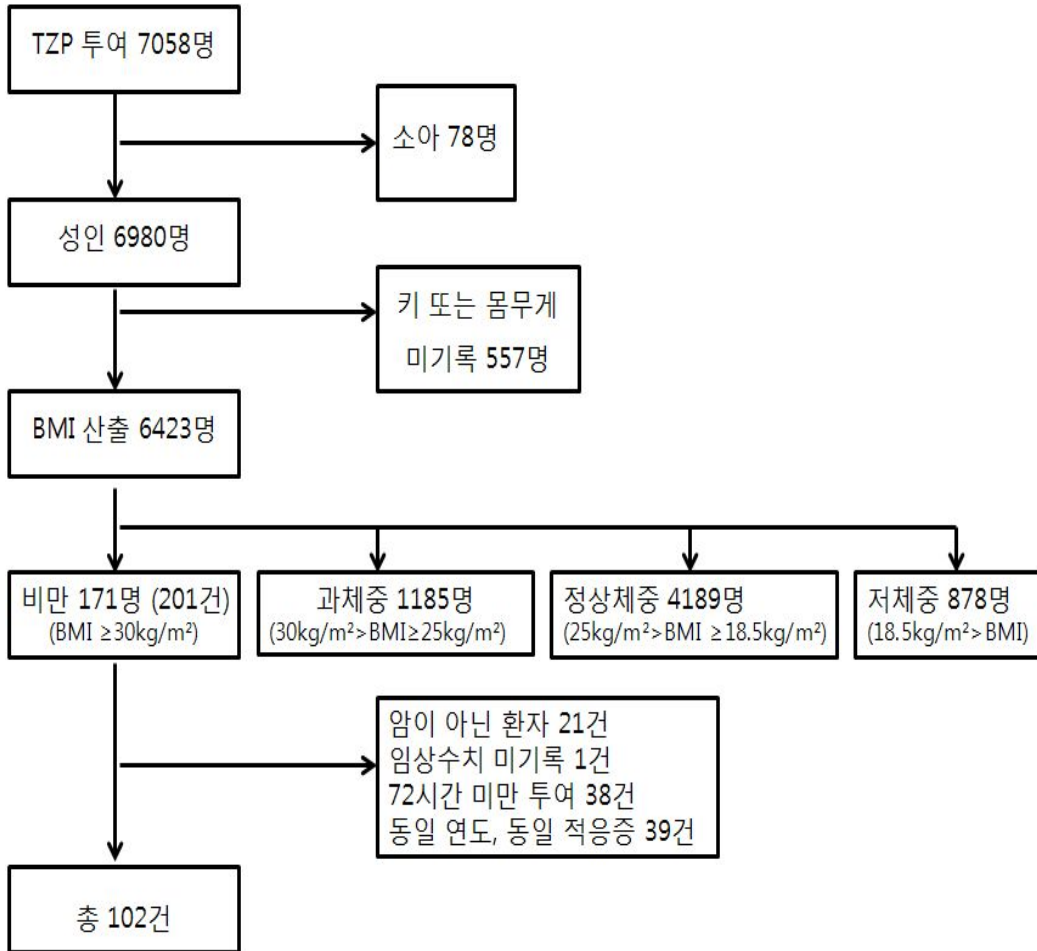 TZP 투여 7058명
소아 78명
성인 6980명
키 또는 몸무게
미기록 557명
BMI 산출 6423명
비만 171명 (201건)
(BMI ≥30kg/m²)
과체중 1185명
(30kg/m²>BMI≥25kg/m²)
정상체중 4189명
(25kg/m²>BMI ≥18.5kg/m²)
저체중 878명
(18.5kg/m²>BMI)
암이 아닌 환자 21건
임상수치 미기록 1건
72시간 미만 투여 38건
동일 연도, 동일 적응증 39건
총 102건